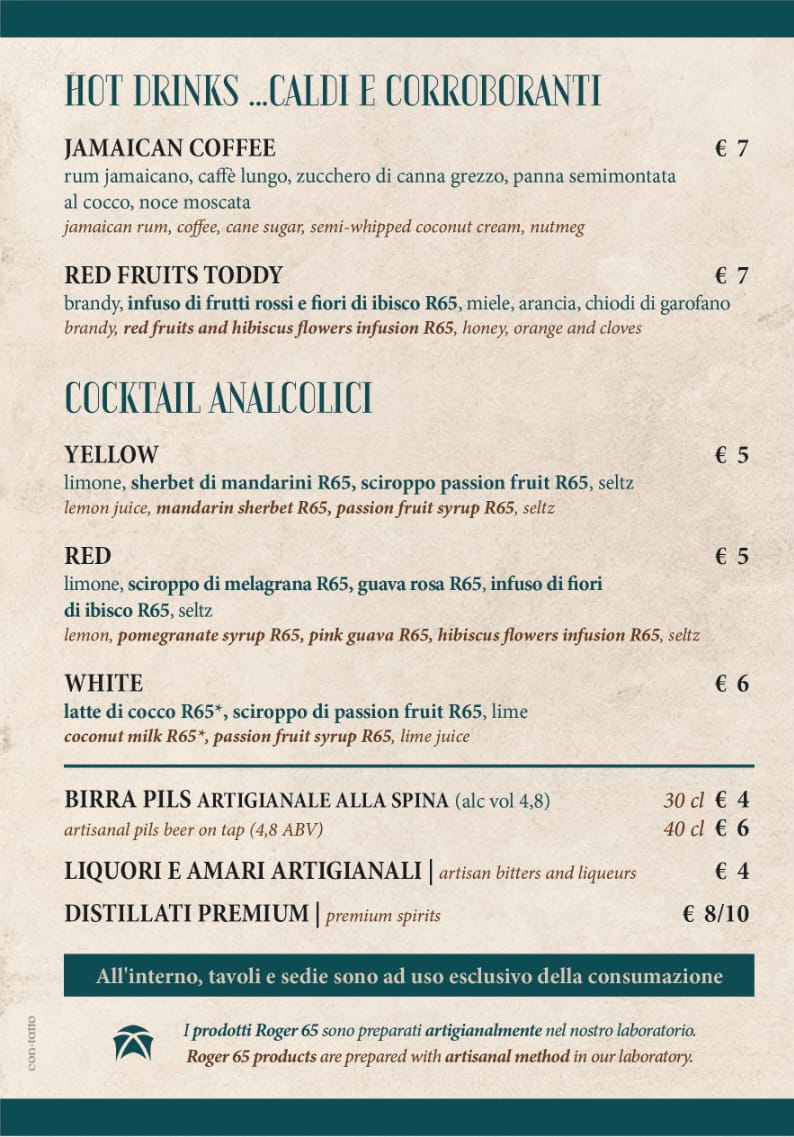 HOT DRINKS ...CALDI E CORROBORANTI
JAMAICAN COFFEE € 7
rum jamaicano, caffè lungo, zucchero di canna grezzo, panna semimontata
al cocco, noce moscata
jamaican rum, coffee, cane sugar, semi-whipped coconut cream, nutmeg
RED FRUITS TODDY € 7
brandy, infuso di frutti rossi e fiori di ibisco R65, miele, arancia, chiodi di garofano
brandy, red fruits and hibiscus flowers infusion R65, honey, orange and cloves
COCKTAIL ANALCOLICI
YELLOW € 5
limone, sherbet di mandarini R65, sciroppo passion fruit R65, seltz
lemon juice, mandarin sherbet R65, passion fruit syrup R65, seltz
RED € 5
limone, sciroppo di melagrana R65, guava rosa R65, infuso di fiori
di ibisco R65, seltz
lemon, pomegranate syrup R65, pink guava R65, hibiscus flowers infusion R65, seltz
WHITE € 6
latte di cocco R65*, sciroppo di passion fruit R65, lime
coconut milk R65*, passion fruit syrup R65, lime juice
BIRRA PILS ARTIGIANALE ALLA SPINA (alc vol 4,8) 30 cl € 4
artisanal pils beer on tap (4,8 ABV) 40 cl € 6
LIQUORI E AMARI ARTIGIANALI | artisan bitters and liqueurs € 4
DISTILLATI PREMIUM | premium spirits € 8/10
All'interno, tavoli e sedie sono ad uso esclusivo della consumazione
I prodotti Roger 65 sono preparati artigianalmente nel nostro laboratorio.
Roger 65 products are prepared with artisanal method in our laboratory.
con·tatto